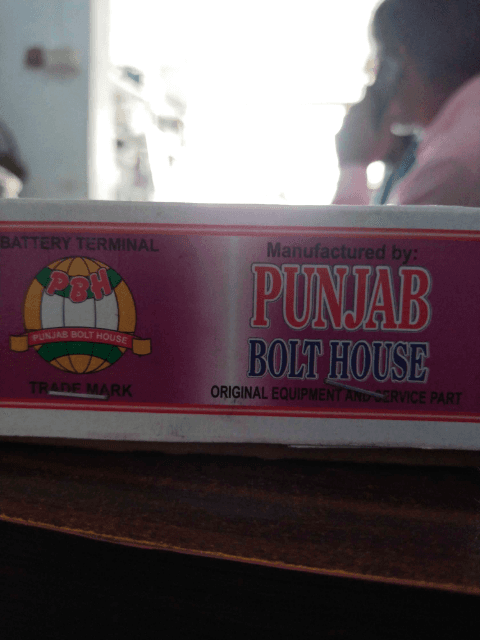 BATTERY TERMINAL
PBH
PUNJAB BOLT HOUSE
TRADE MARK
Manufactured by:
PUNJAB
BOLT HOUSE
ORIGINAL EQUIPMENT AND SERVICE PART